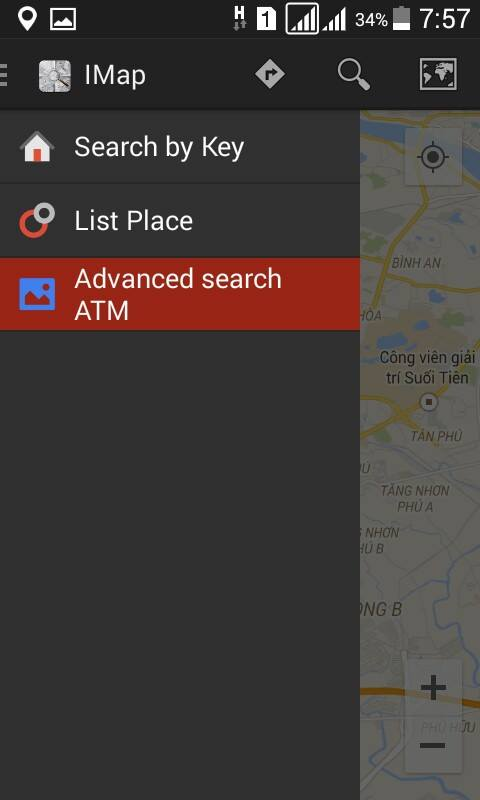 H 1 34% 7:57
IMap
Search by Key
List Place
Advanced search
ATM
BÌNH AN
HÒA
Công viên giải
trí Suối Tiên
TÂN PHÚ
TĂNG NHƠN
PHÚ A
NHƠN
PHÚ B
ONG B
PHÚ HỮU